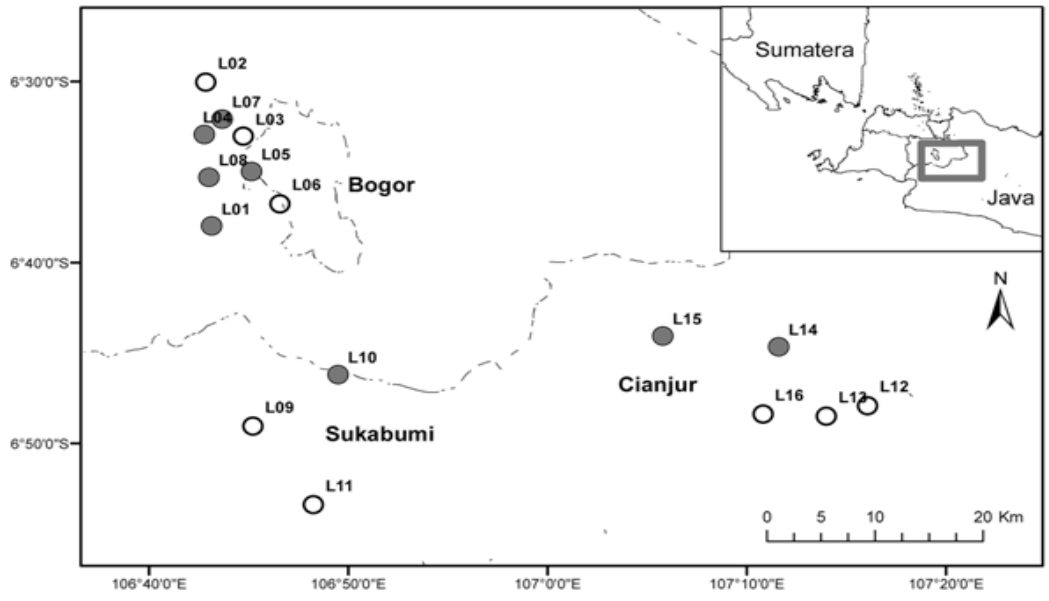 Sumatera
Java
N
6°30'0"S
6°40'0"S
6°50'0"S
L02
L07
L04
L03
L05
L08
L06
Bogor
L01
L15
L14
L10
Cianjur
L12
L16
L13
L09
Sukabumi
L11
0 5 10 20 Km
106°40'0"E
106°50'0"E
107°0'0"E
107°10'0"E
107°20'0"E